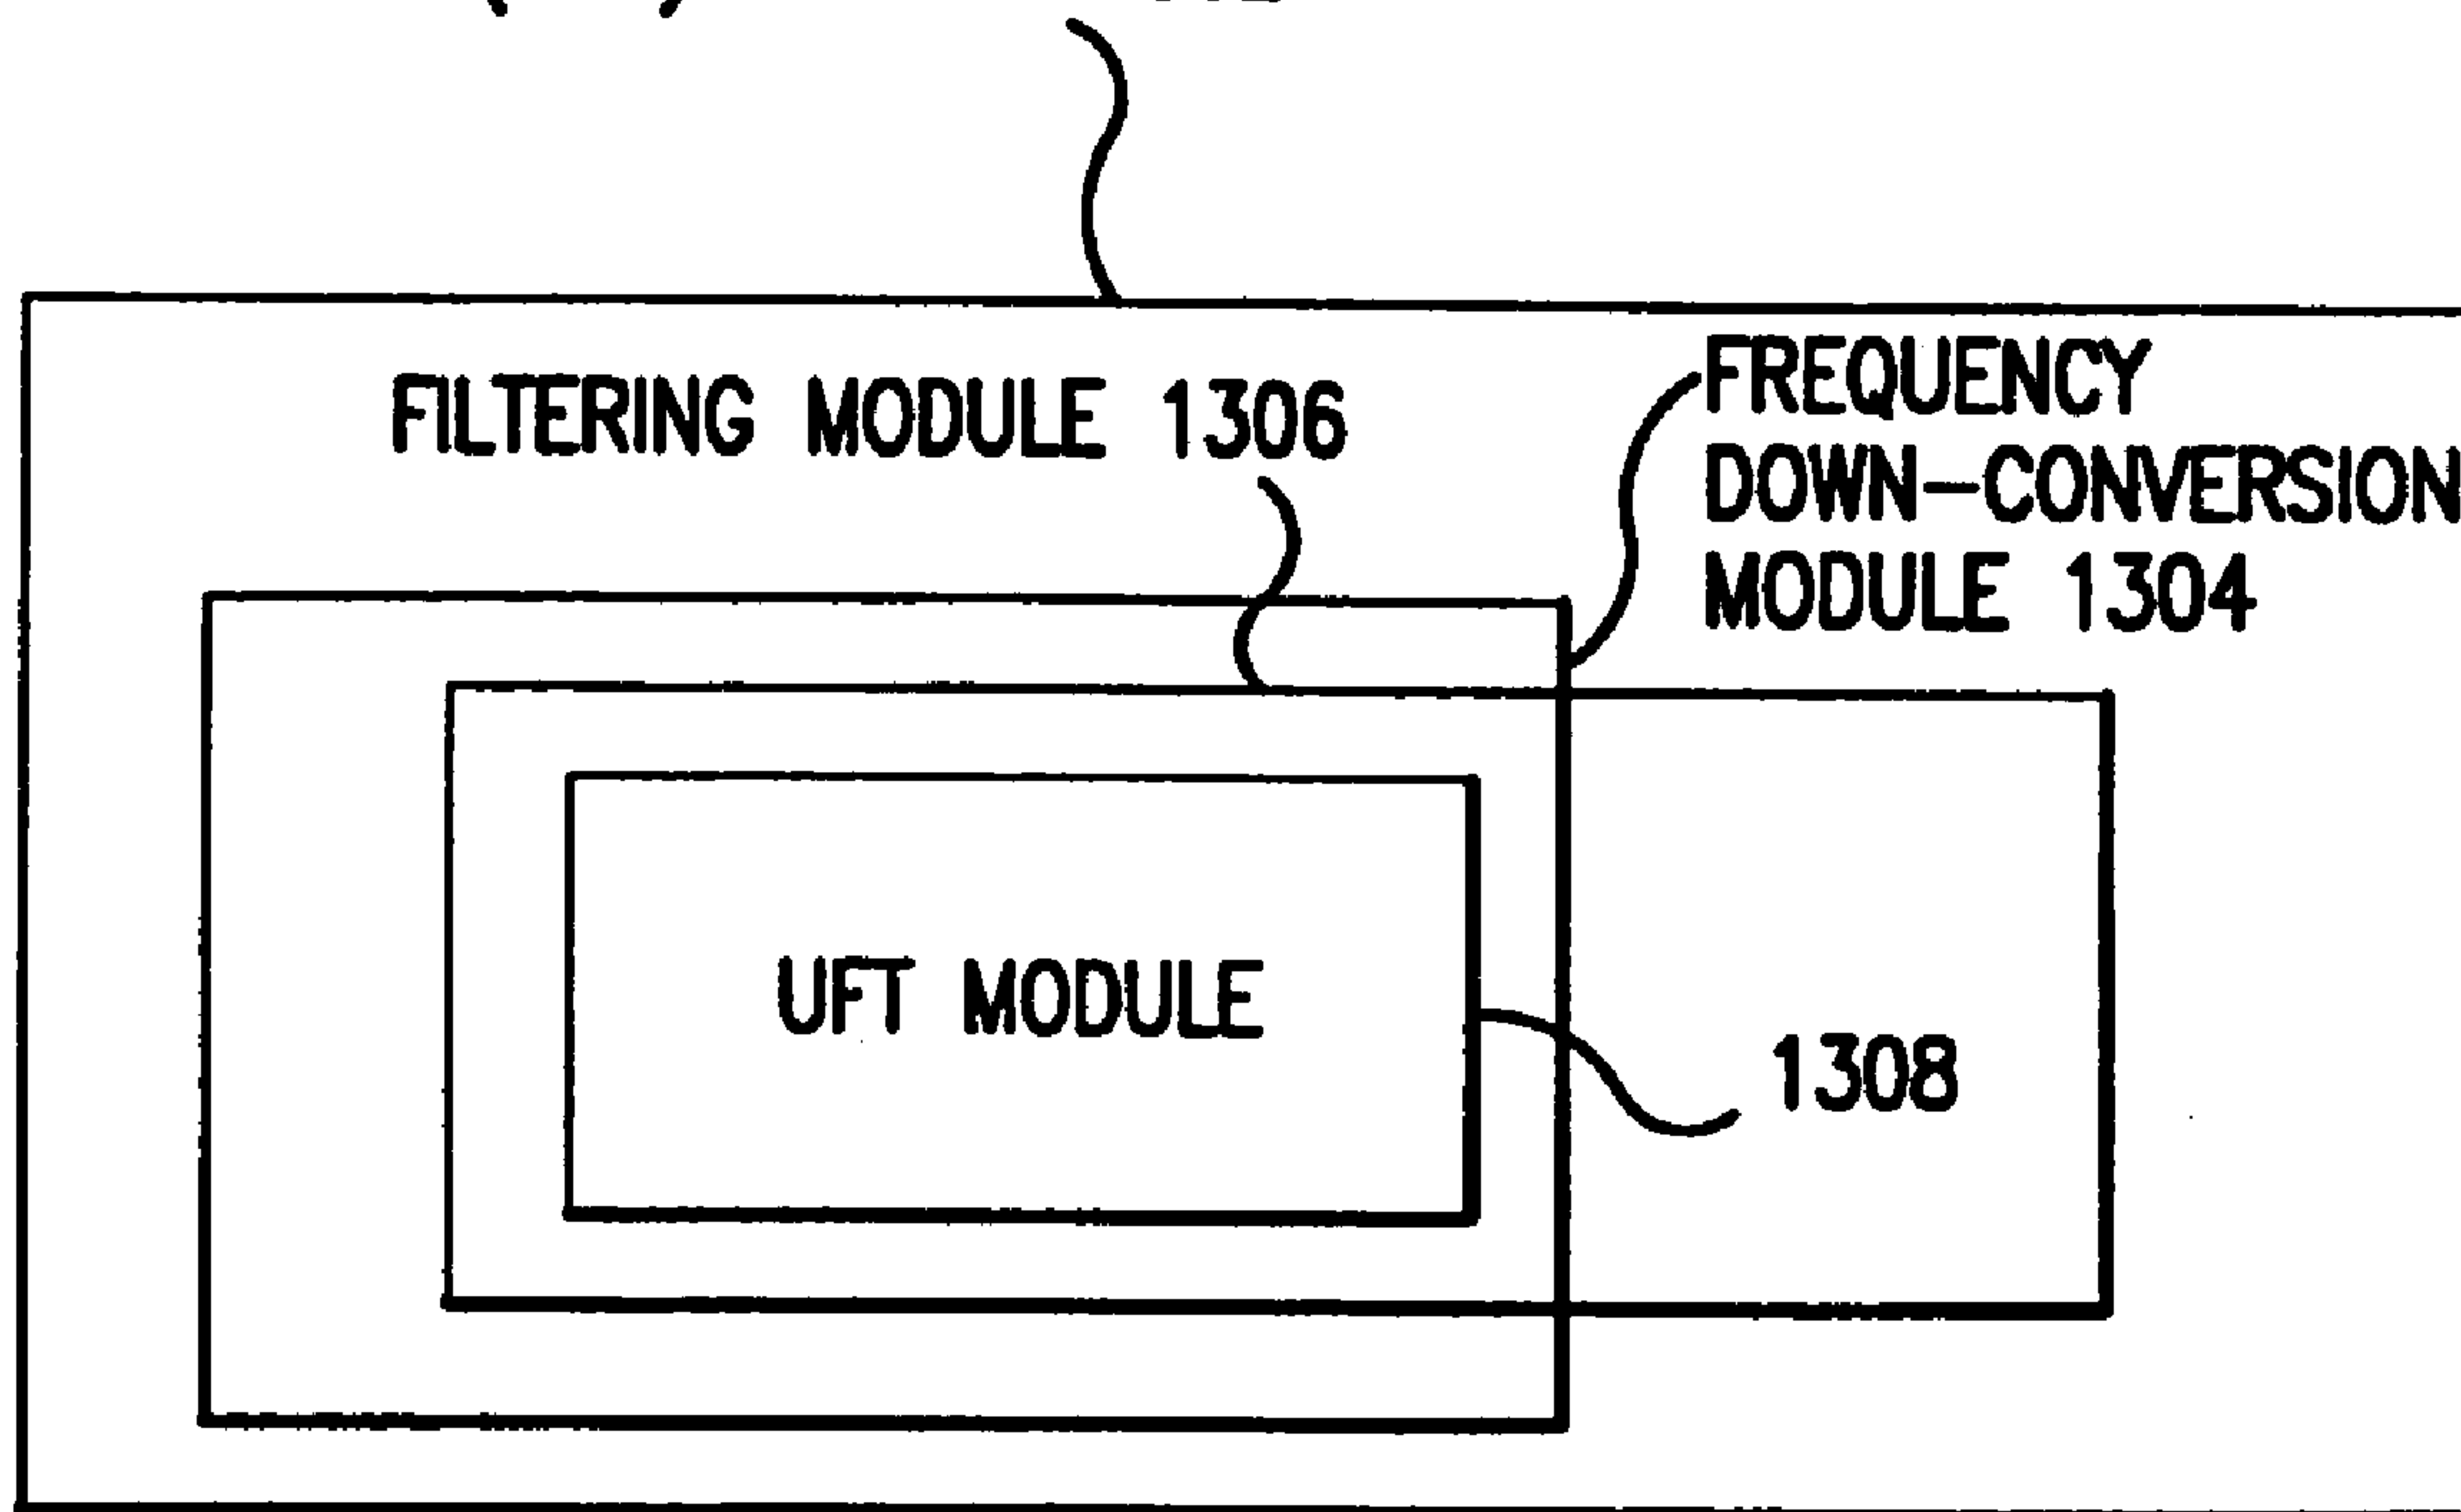 FILTERING MODULE 1306
FREQUENCY
DOWN-CONVERSION
MODULE 1304
UFT MODULE
1308